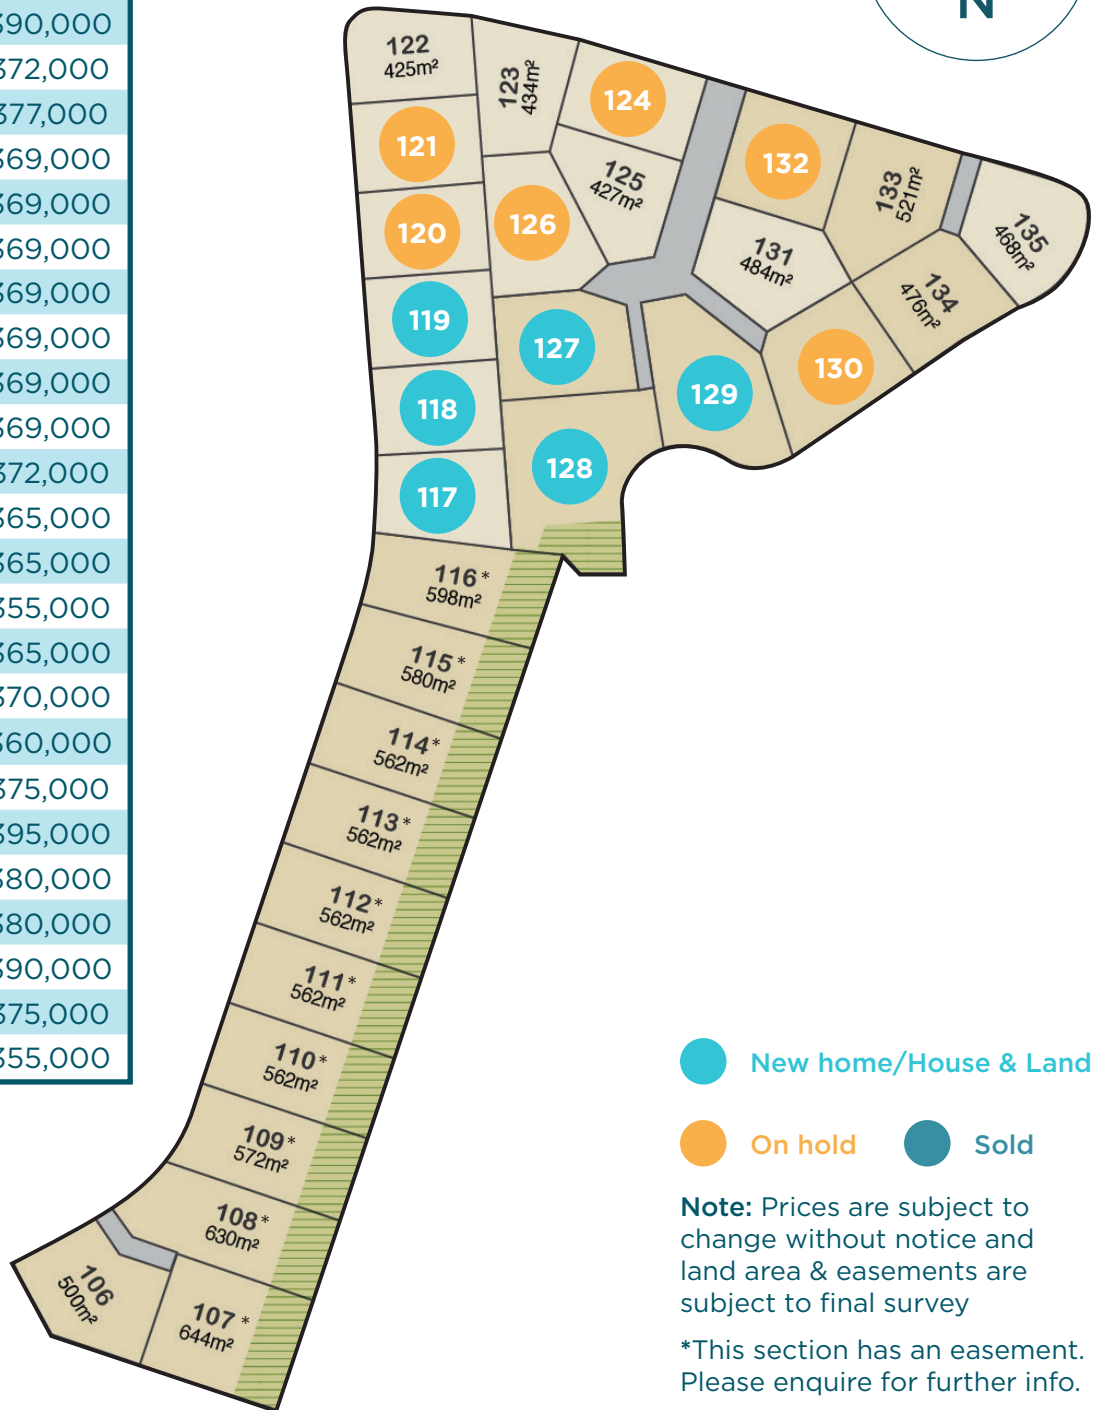 390,000
372,000
377,000
369,000
369,000
369,000
369,000
369,000
369,000
369,000
372,000
365,000
365,000
355,000
365,000
370,000
360,000
375,000
395,000
380,000
380,000
390,000
375,000
355,000
N
122
425m²
123
434m²
124
121
125
427m²
132
133
521m²
135
468m²
120
126
131
484m²
134
476m²
119
127
130
118
129
128
117
116*
598m²
115*
580m²
114*
562m²
113*
562m²
112*
562m²
111*
562m²
110*
562m²
109*
572m²
108*
630m²
106
500m²
107*
644m²
New home/House & Land
On hold
Sold
Note: Prices are subject to
change without notice and
land area & easements are
subject to final survey
*This section has an easement.
Please enquire for further info.